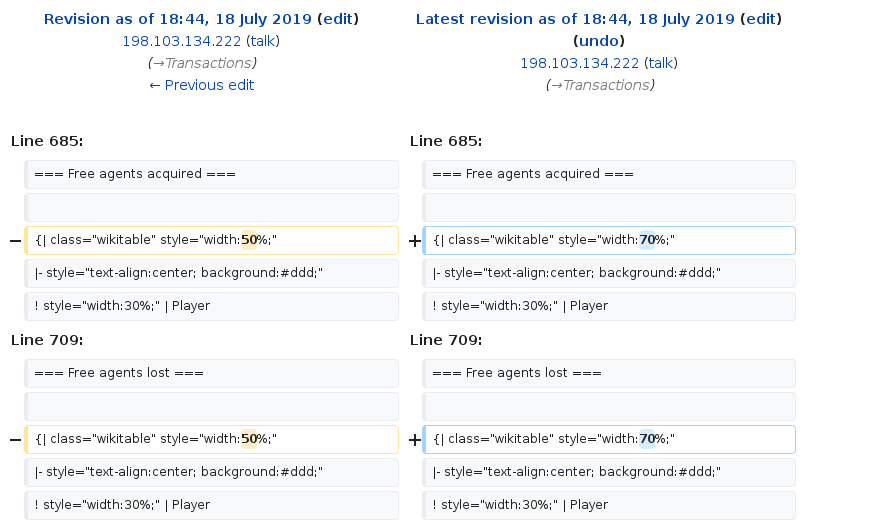 Revision as of 18:44, 18 July 2019 (edit)
198.103.134.222 (talk)
(→Transactions)
← Previous edit
Latest revision as of 18:44, 18 July 2019 (edit)
(undo)
198.103.134.222 (talk)
(→Transactions)
Line 685:
Line 685:
=== Free agents acquired ===
=== Free agents acquired ===
− {| class="wikitable" style="width:50%;"
+ {| class="wikitable" style="width:70%;"
|- style="text-align:center; background:#ddd;"
|- style="text-align:center; background:#ddd;"
! style="width:30%;" | Player
! style="width:30%;" | Player
Line 709:
Line 709:
=== Free agents lost ===
=== Free agents lost ===
− {| class="wikitable" style="width:50%;"
+ {| class="wikitable" style="width:70%;"
|- style="text-align:center; background:#ddd;"
|- style="text-align:center; background:#ddd;"
! style="width:30%;" | Player
! style="width:30%;" | Player